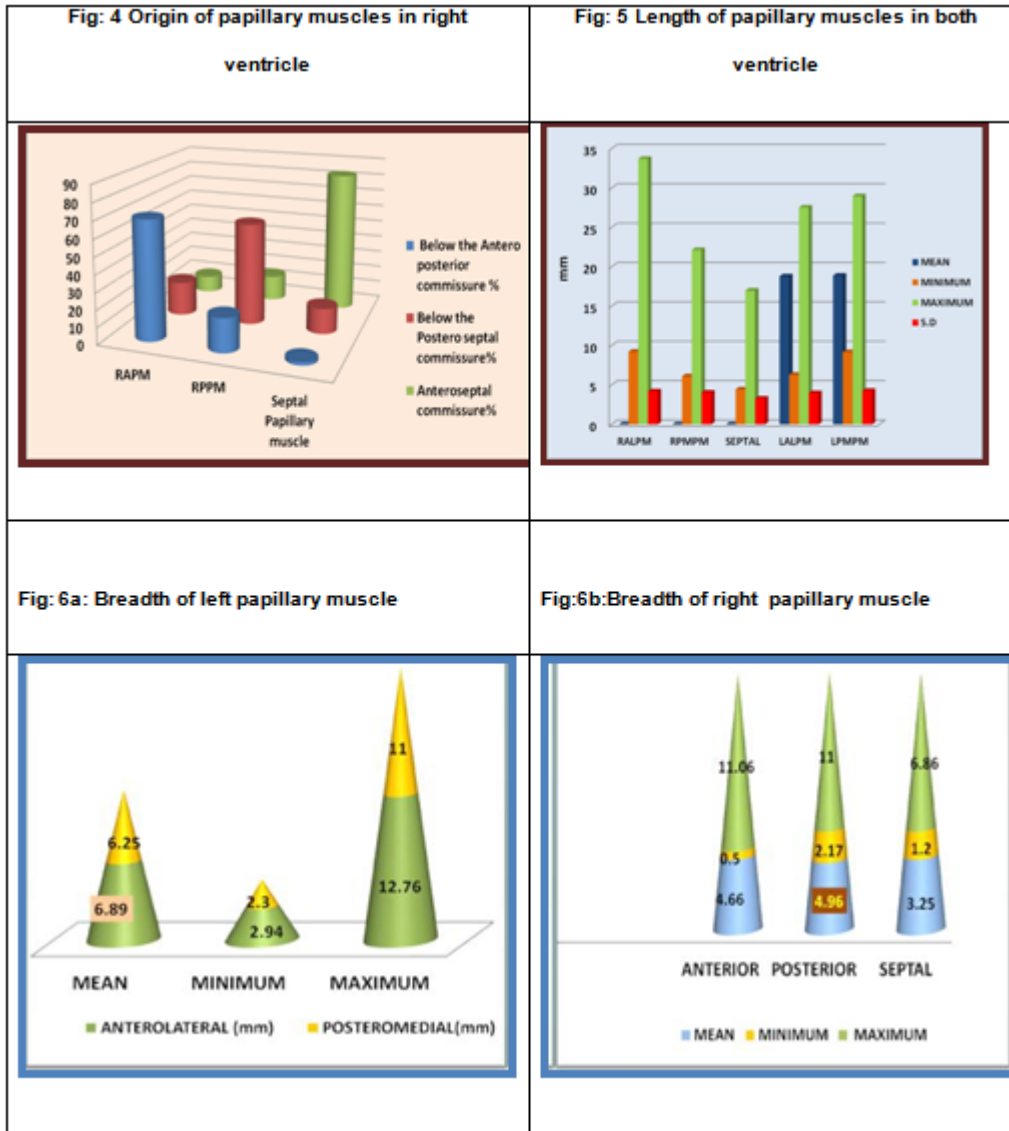 Fig: 4 Origin of papillary muscles in right
ventricle
Fig: 5 Length of papillary muscles in both
ventricle
90
80
70
60
50
40
30
20
10
0
RAPM
RPPM
Septal
Papillary
muscle
Below the Antero
posterior
commissure %
Below the
Postero septal
commissure%
Anteroseptal
commissure%
35
30
25
20
15
10
5
0
mm
RALPM RPMPM SEPTAL LALPM LPMPM
MEAN
MINIMUM
MAXIMUM
S.D
Fig: 6a: Breadth of left papillary muscle
Fig:6b:Breadth of right papillary muscle
11
6.25
12.76
6.89
2.3
2.94
MEAN MINIMUM MAXIMUM
ANTEROLATERAL (mm) POSTEROMEDIAL(mm)
11.06 11 6.86
0.5 2.17 1.2
4.66 4.96 3.25
ANTERIOR POSTERIOR SEPTAL
MEAN MINIMUM MAXIMUM